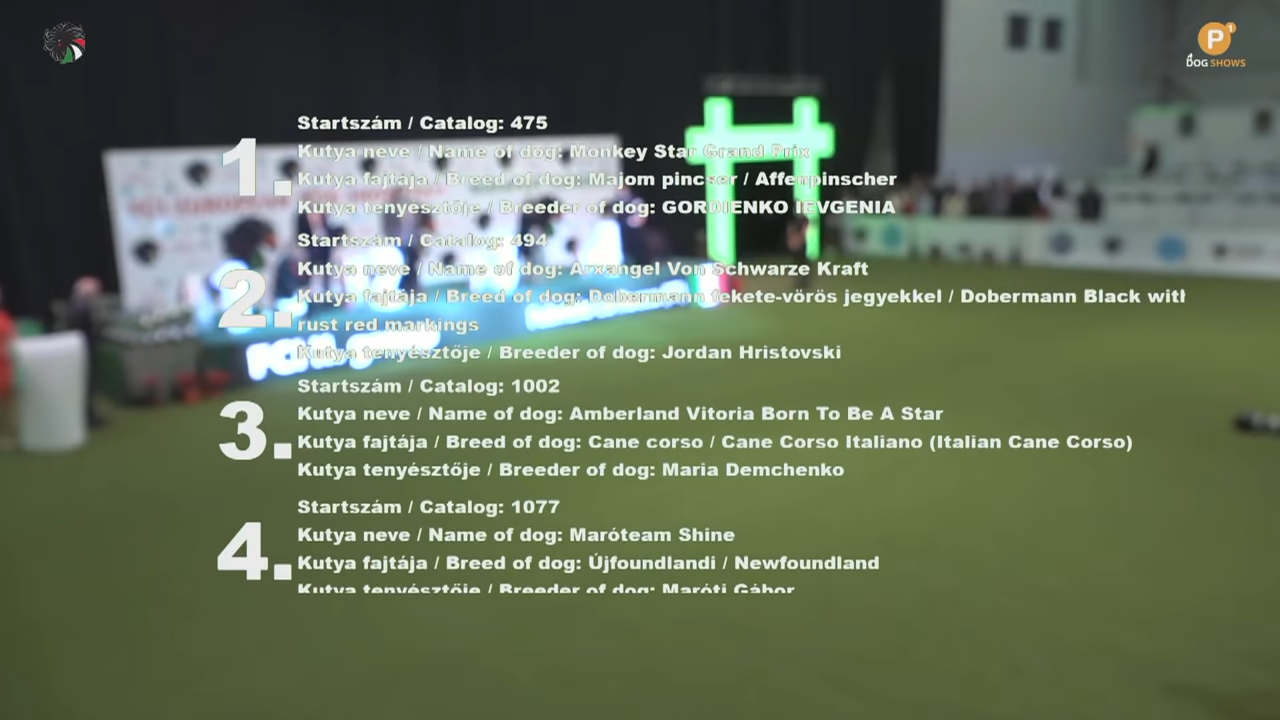 P1
DOG SHOWS
1.
Startszám / Catalog: 475
Kutya neve / Name of dog: Monkey Star Grand Prix
Kutya fajtája / Breed of dog: Majom pincser / Affenpinscher
Kutya tenyésztője / Breeder of dog: GORDIENKO IEVGENIA
2.
Startszám / Catalog: 494
Kutya neve / Name of dog: Arxangel Von Schwarze Kraft
Kutya fajtája / Breed of dog: Dobermann fekete-vörös jegyekkel / Dobermann Black with
rust red markings
Kutya tenyésztője / Breeder of dog: Jordan Hristovski
3.
Startszám / Catalog: 1002
Kutya neve / Name of dog: Amberland Vitoria Born To Be A Star
Kutya fajtája / Breed of dog: Cane corso / Cane Corso Italiano (Italian Cane Corso)
Kutya tenyésztője / Breeder of dog: Maria Demchenko
4.
Startszám / Catalog: 1077
Kutya neve / Name of dog: Maróteam Shine
Kutya fajtája / Breed of dog: Újfoundlandi / Newfoundland
Kutya tenyésztője / Breeder of dog: Maróti Gábor